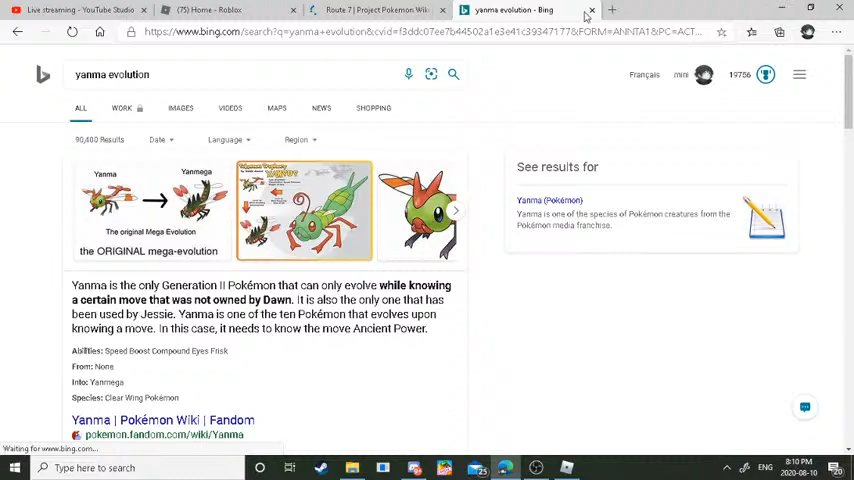 Live streaming - YouTube Studio
(75) Home - Roblox
Route 7 | Project Pokemon Wiki
yanma evolution - Bing
https://www.bing.com/search?q=yanma+evolution&cvid=f3ddc07ee7b44502a1e3e41c39347177&FORM=ANNTA1&PC=ACT...
yanma evolution
Français
mini
19756
ALL
WORK
IMAGES
VIDEOS
MAPS
NEWS
SHOPPING
90,400 Results
Date
Language
Region
Yanma
Yanmega
The original Mega Evolution
the ORIGINAL mega-evolution
See results for
Yanma (Pokémon)
Yanma is one of the species of Pokémon creatures from the
Pokémon media franchise.
Yanma is the only Generation II Pokémon that can only evolve while knowing
a certain move that was not owned by Dawn. It is also the only one that has
been used by Jessie. Yanma is one of the ten Pokémon that evolves upon
knowing a move. In this case, it needs to know the move Ancient Power.
Abilities: Speed Boost Compound Eyes Frisk
From: None
Into: Yanmega
Species: Clear Wing Pokémon
Yanma | Pokémon Wiki | Fandom
pokemon.fandom.com/wiki/Yanma
Waiting for www.bing.com...
Type here to search
25
ENG
8:10 PM
2020-08-10
20